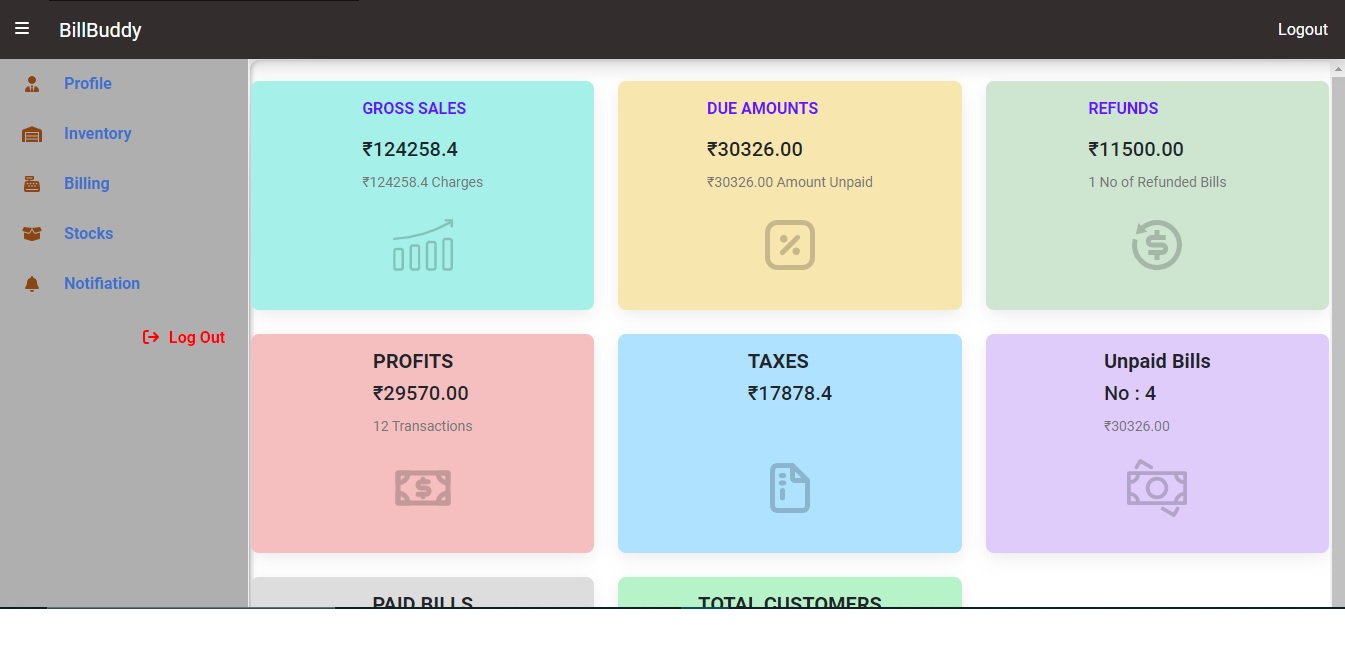 BillBuddy
Logout
Profile
Inventory
Billing
Stocks
Notifiation
Log Out
GROSS SALES
₹124258.4
₹124258.4 Charges
DUE AMOUNTS
₹30326.00
₹30326.00 Amount Unpaid
REFUNDS
₹11500.00
1 No of Refunded Bills
PROFITS
₹29570.00
12 Transactions
TAXES
₹17878.4
Unpaid Bills
No : 4
₹30326.00
PAID BILLS
TOTAL CUSTOMERS